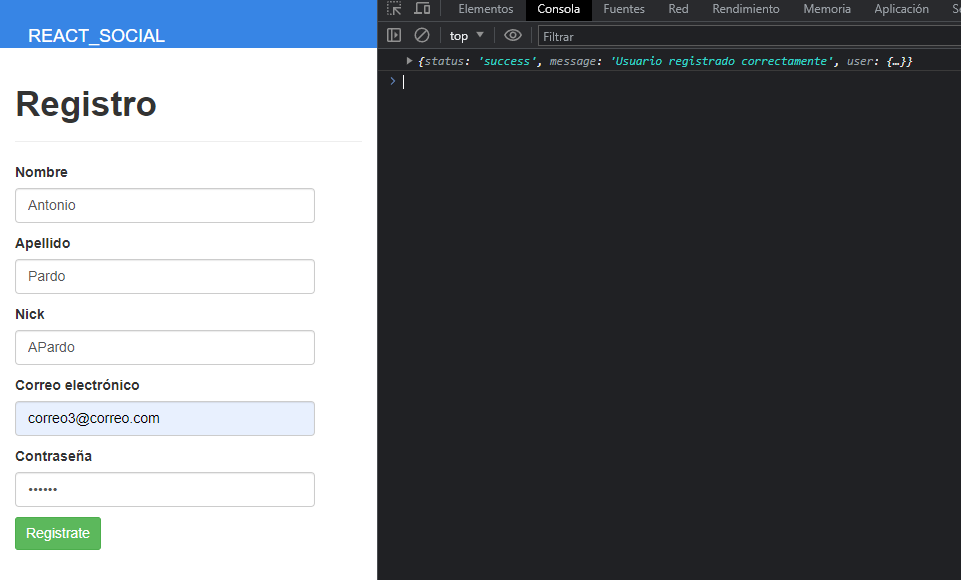 REACT_SOCIAL
Registro
Nombre
Antonio
Apellido
Pardo
Nick
APardo
Correo electrónico
correo3@correo.com
Contraseña
••••••
Registrate
Elementos Consola Fuentes Red Rendimiento Memoria Aplicación Se
top Filtrar
{status: 'success', message: 'Usuario registrado correctamente', user: {…}}